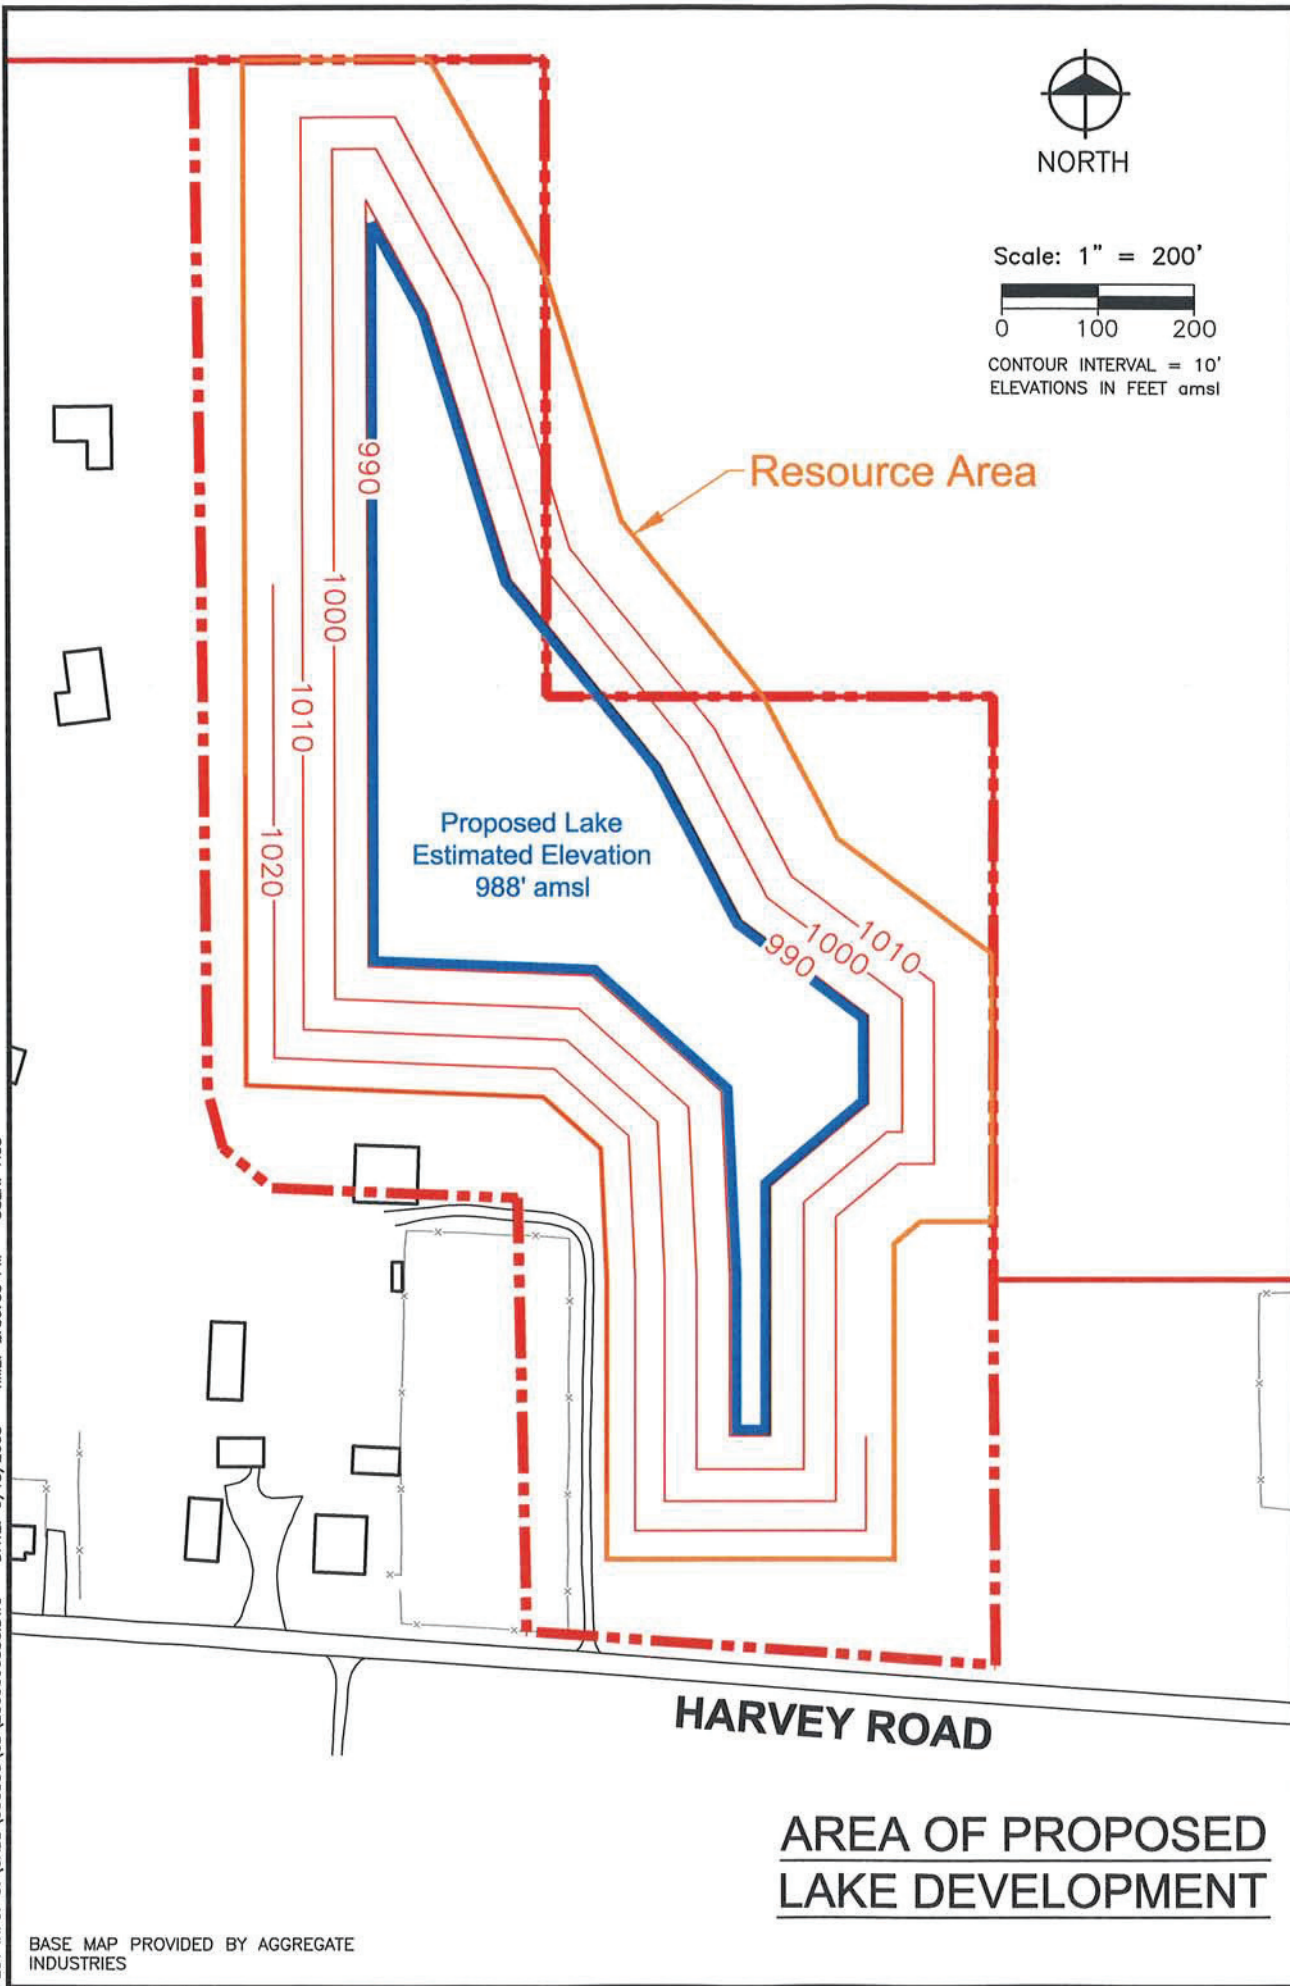 NORTH
Scale: 1" = 200'
0 100 200
CONTOUR INTERVAL = 10'
ELEVATIONS IN FEET amsl
Resource Area
990
1000
1010
1020
Proposed Lake
Estimated Elevation
988' amsl
1010
1000
990
HARVEY ROAD
AREA OF PROPOSED
LAKE DEVELOPMENT
BASE MAP PROVIDED BY AGGREGATE
INDUSTRIES